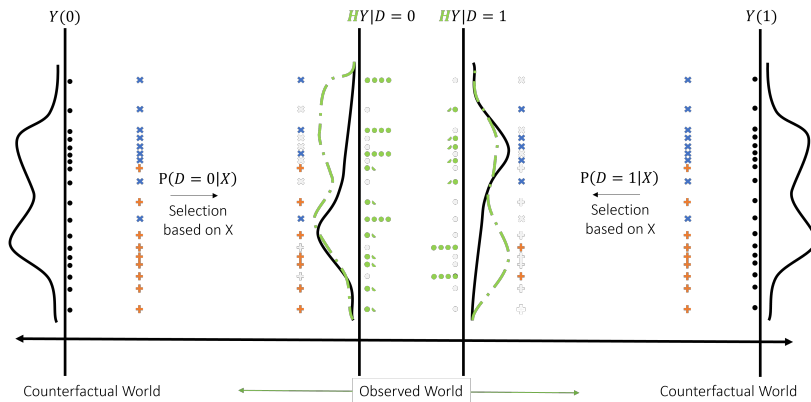 Y(0)
HY|D = 0
HY|D = 1
Y(1)
P(D = 0|X)
Selection
based on X
P(D = 1|X)
Selection
based on X
Counterfactual World
Observed World
Counterfactual World